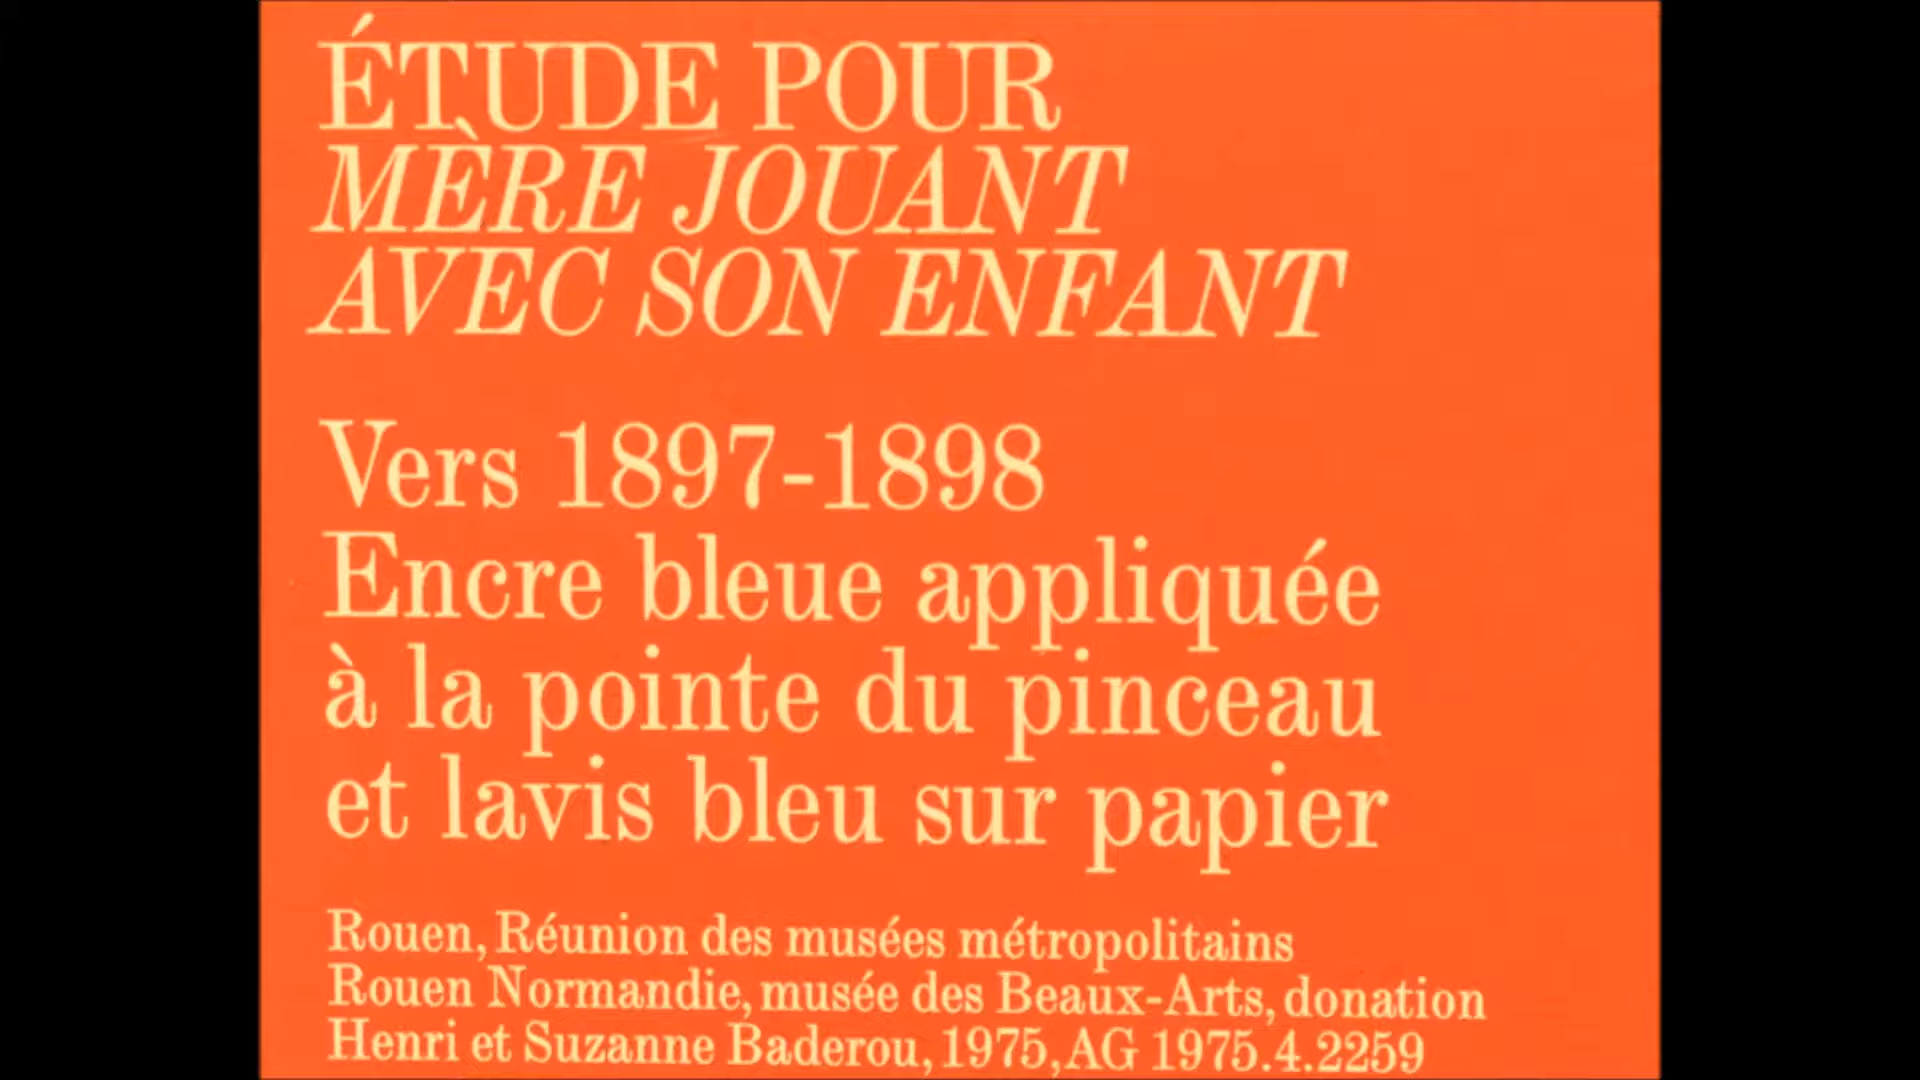 ÉTUDE POUR
MÈRE JOUANT
AVEC SON ENFANT
Vers 1897-1898
Encre bleue appliquée
à la pointe du pinceau
et lavis bleu sur papier
Rouen, Réunion des musées métropolitains
Rouen Normandie, musée des Beaux-Arts, donation
Henri et Suzanne Baderou, 1975, AG 1975.4.2259